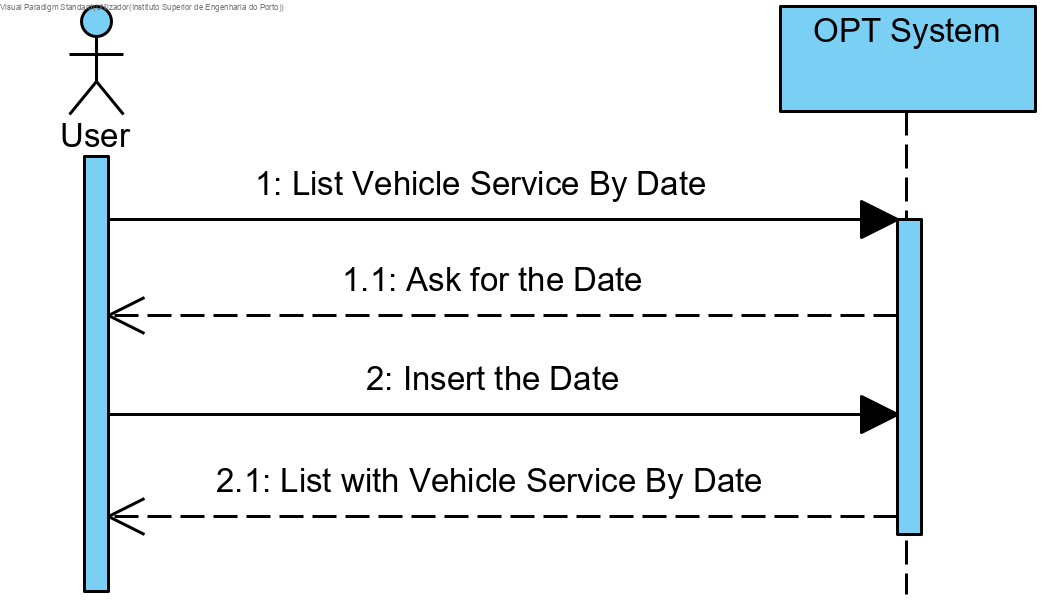 Visual Paradigm Standard(Utilizador(Instituto Superior de Engenharia do Porto))
OPT System
User
1: List Vehicle Service By Date
1.1: Ask for the Date
2: Insert the Date
2.1: List with Vehicle Service By Date